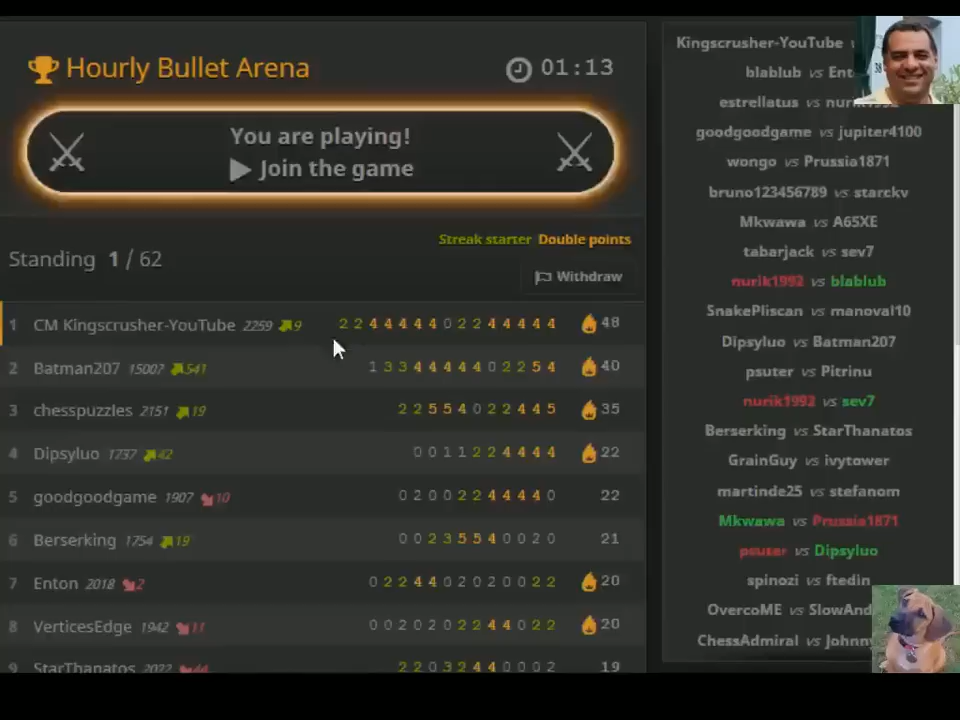 Hourly Bullet Arena
01:13
You are playing!
Join the game
Streak starter Double points
Standing 1 / 62
Withdraw
1 CM Kingscrusher-YouTube 2259 9 2 2 4 4 4 4 4 0 2 2 4 4 4 4 4 48
2 Batman207 1500? 541 1 3 3 4 4 4 4 4 0 2 2 5 4 40
3 chesspuzzles 2151 19 2 2 5 5 4 0 2 2 4 4 5 35
4 Dipsyluo 1737 42 0 0 1 1 2 2 4 4 4 4 22
5 goodgoodgame 1907 10 0 2 0 0 2 2 4 4 4 4 0 22
6 Berserking 1754 19 0 0 2 3 5 5 4 0 0 2 0 21
7 Enton 2018 2 0 2 2 4 4 0 2 0 2 0 0 2 2 20
8 VerticesEdge 1942 11 0 0 2 0 2 0 2 2 4 4 0 2 2 20
9 StarThanatos 2022 44 2 2 0 3 2 4 4 0 0 0 2 19
Kingscrusher-YouTube
blablub vs Ent
estrellatus vs nurik1992
goodgoodgame vs jupiter4100
wongo vs Prussia1871
bruno123456789 vs starckv
Mkwawa vs A65XE
tabarjack vs sev7
nurik1992 vs blablub
SnakePliscan vs manoval10
Dipsyluo vs Batman207
psuter vs Pitrinu
nurik1992 vs sev7
Berserking vs StarThanatos
GrainGuy vs ivytower
martinde25 vs stefanom
Mkwawa vs Prussia1871
psuter vs Dipsyluo
spinozi vs ftedin
OvercoME vs SlowAnd
ChessAdmiral vs Johnny